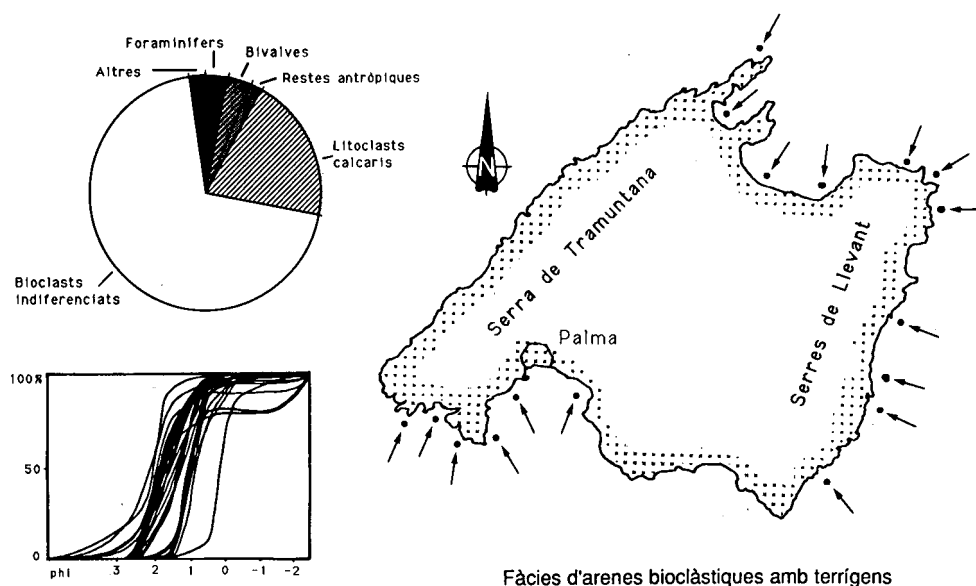 Foraminifers
Bivalves
Altres
Restes antròpiques
Litoclasts
calcaris
Bioclasts
indiferenciats
N
Serra de Tramuntana
Serres de Llevant
Palma
100%
50
0
phi 3 2 1 0 -1 -2
Fàcies d'arenes bioclàstiques amb terrígens